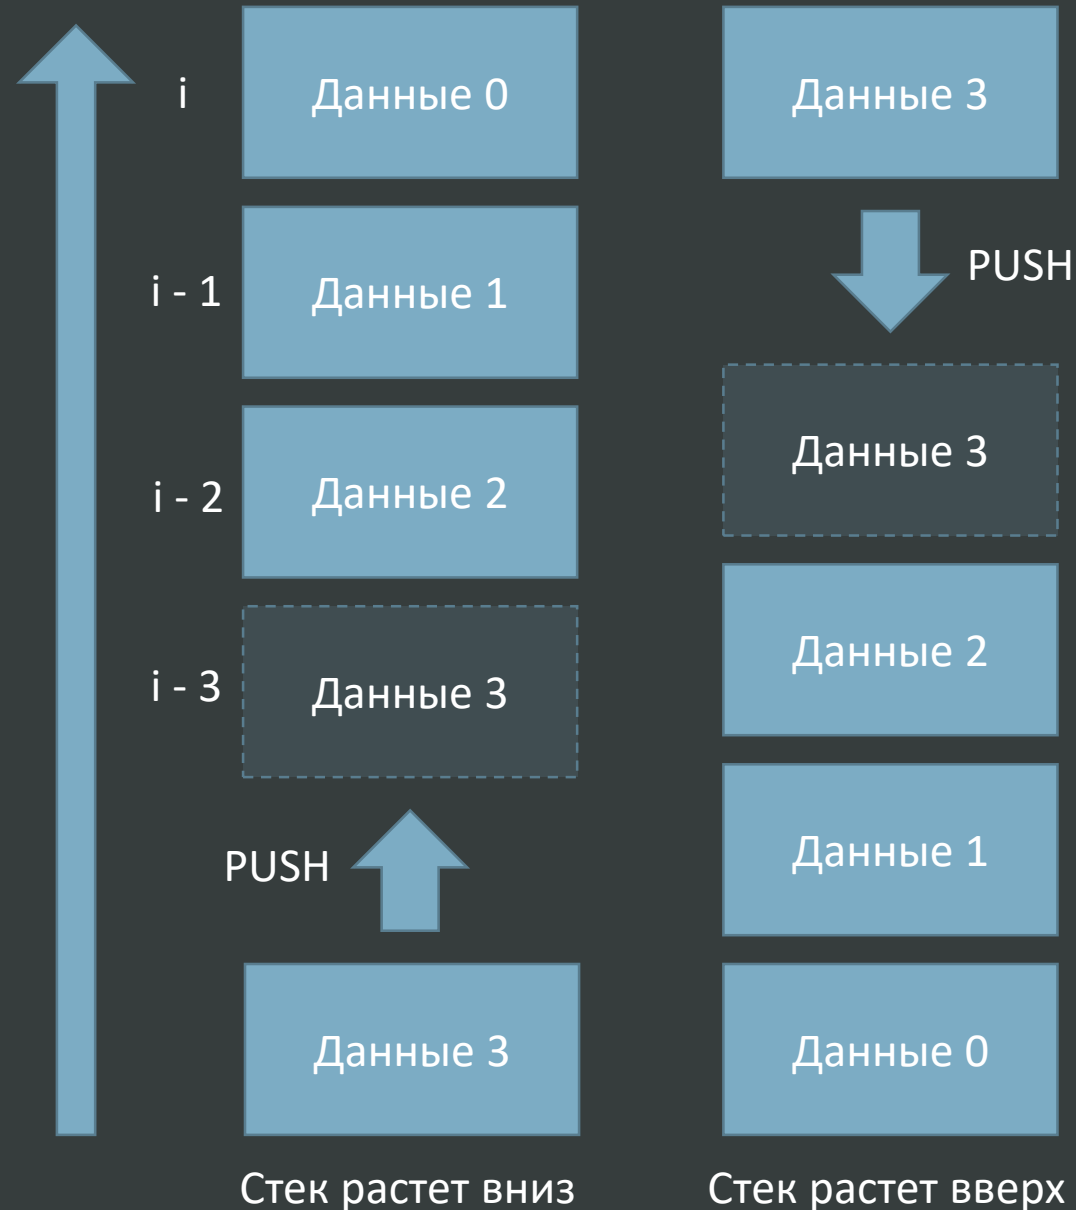 i
Данные 0
i - 1
Данные 1
i - 2
Данные 2
i - 3
Данные 3
PUSH
Данные 3
Стек растет вниз
Данные 3
PUSH
Данные 3
Данные 2
Данные 1
Данные 0
Стек растет вверх